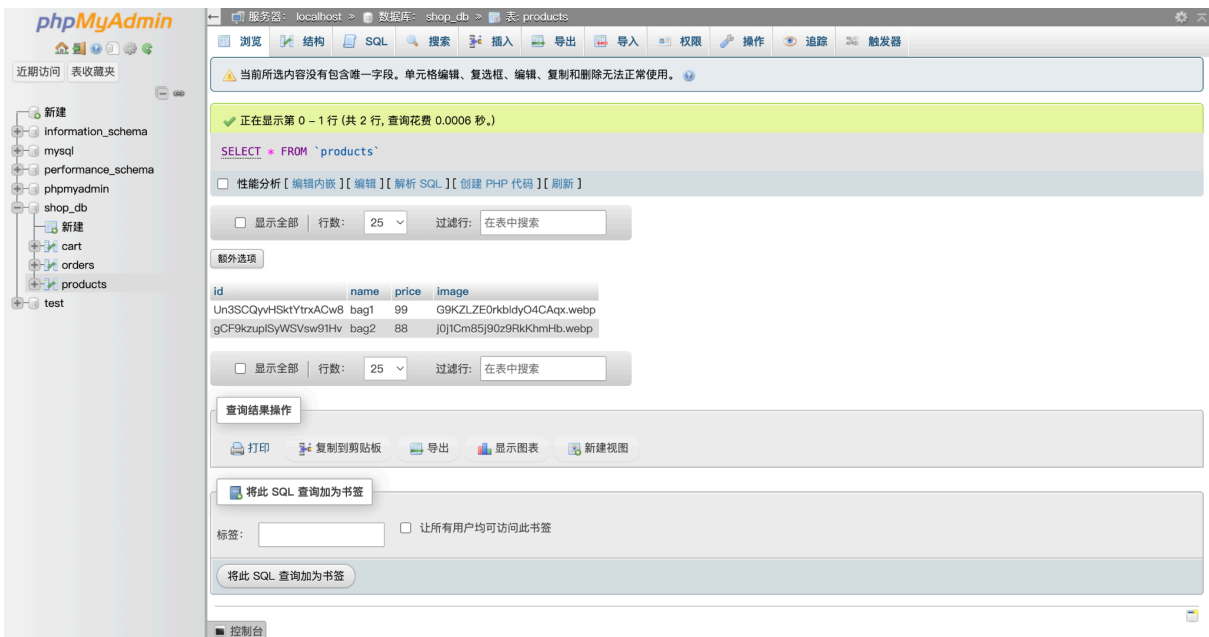 phpMyAdmin
近期访问 表收藏夹
新建
information_schema
mysql
performance_schema
phpmyadmin
shop_db
新建
cart
orders
products
test
服务器: localhost » 数据库: shop_db » 表: products
浏览 结构 SQL 搜索 插入 导出 导入 权限 操作 追踪 触发器
当前所选内容没有包含唯一字段。单元格编辑、复选框、编辑、复制和删除无法正常使用。
正在显示第 0 - 1 行 (共 2 行, 查询花费 0.0006 秒。)
SELECT * FROM `products`
性能分析 [ 编辑内嵌 ] [ 编辑 ] [ 解析 SQL ] [ 创建 PHP 代码 ] [ 刷新 ]
显示全部 | 行数: 25 过滤行: 在表中搜索
额外选项
id name price image
Un3SCQyvHSktYtrxACw8 bag1 99 G9KZLZE0rkbldyO4CAqx.webp
gCF9kzuplSyWSVsw91Hv bag2 88 j0j1Cm85j90z9RkKhmHb.webp
显示全部 | 行数: 25 过滤行: 在表中搜索
查询结果操作
打印 复制到剪贴板 导出 显示图表 新建视图
将此 SQL 查询加为书签
标签: 让所有用户均可访问此书签
将此 SQL 查询加为书签
控制台